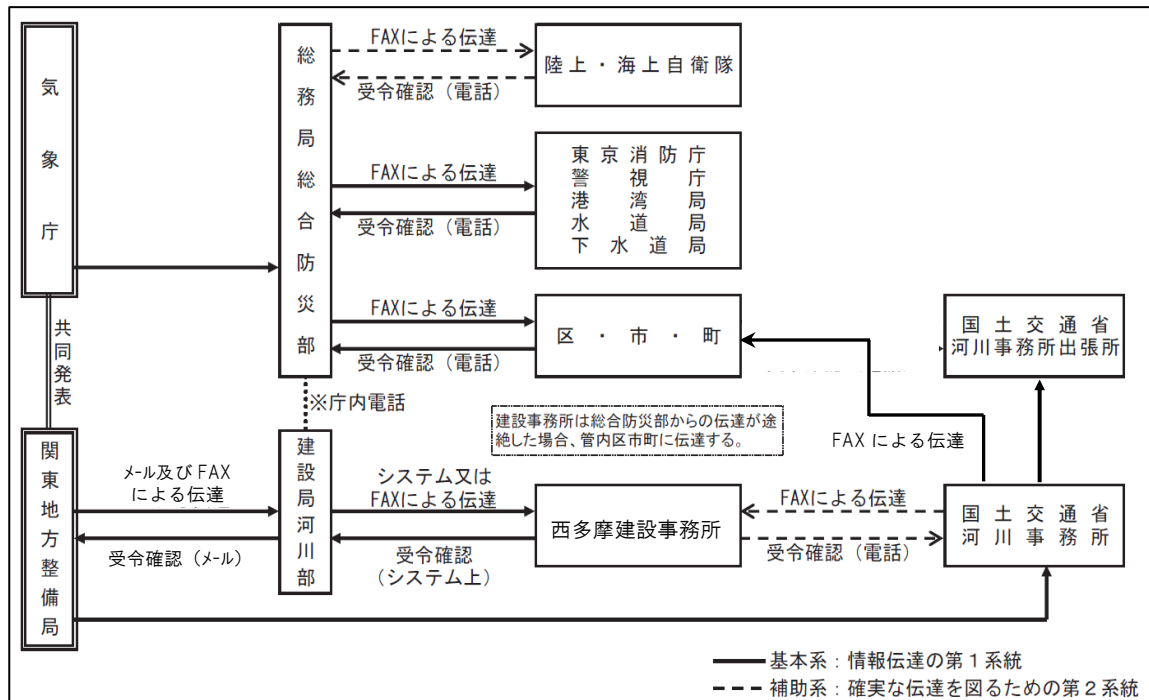 気象庁
共同発表
関東地方整備局
総務局総合防災部
※庁内電話
建設局河川部
FAXによる伝達
受令確認（電話）
陸上・海上自衛隊
FAXによる伝達
受令確認（電話）
東京消防庁
警視庁
港湾局
水道局
下水道局
FAXによる伝達
受令確認（電話）
区・市・町
国土交通省
河川事務所出張所
建設事務所は総合防災部からの伝達が途
絶した場合、管内区市町に伝達する。
FAX による伝達
メール及び FAX
による伝達
受令確認（メール）
システム又は
FAXによる伝達
受令確認
（システム上）
西多摩建設事務所
FAXによる伝達
受令確認（電話）
国土交通省
河川事務所
基本系：情報伝達の第１系統
補助系：確実な伝達を図るための第２系統